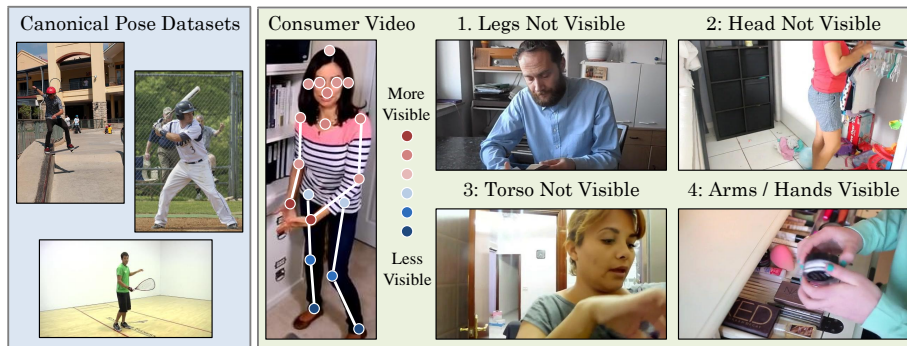 Canonical Pose Datasets
Consumer Video
1. Legs Not Visible
2: Head Not Visible
More
Visible
Less
Visible
3: Torso Not Visible
4: Arms / Hands Visible